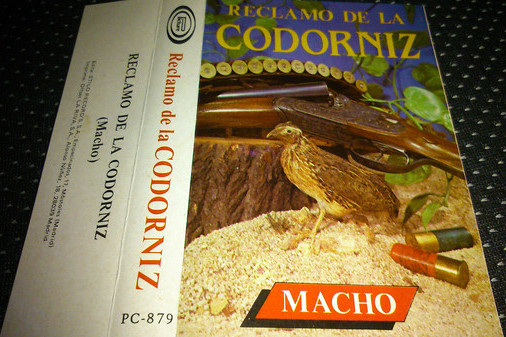 RECLAMO DE LA
CODORNIZ
MACHO
Reclamo de la CODORNIZ
PC-879
RECLAMO DE LA CODORNIZ
(Macho)